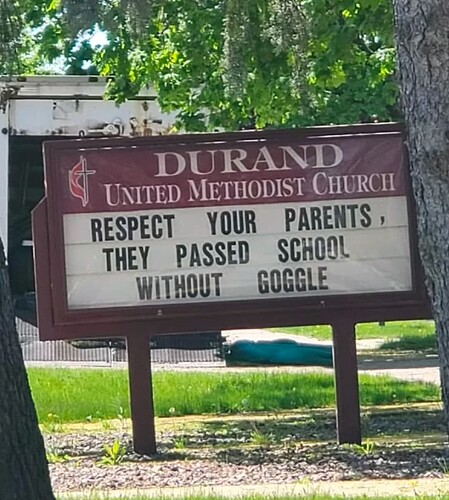 DURAND
UNITED METHODIST CHURCH
RESPECT YOUR PARENTS,
THEY PASSED SCHOOL
WITHOUT GOGGLE